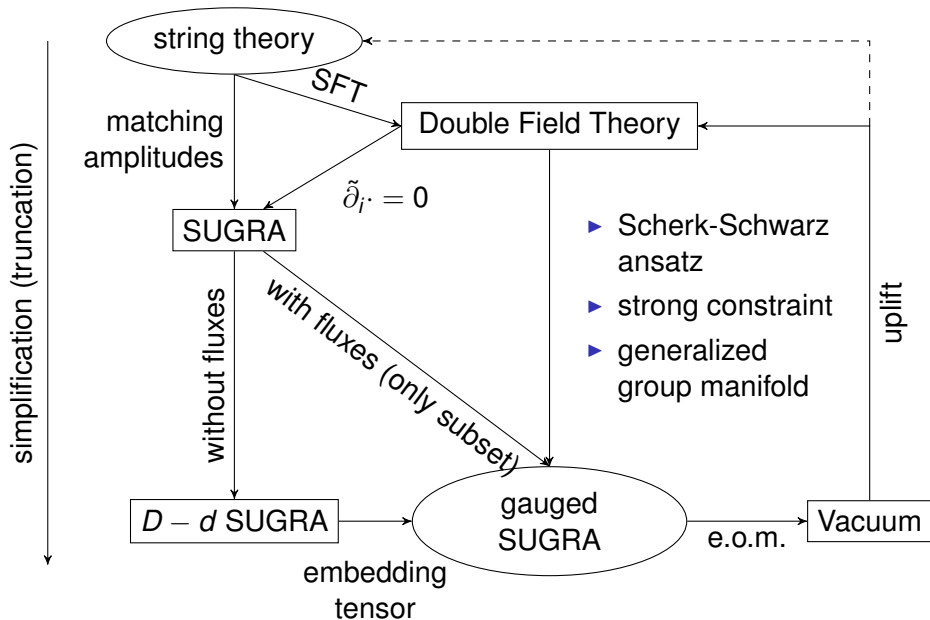 string theory
SFT
matching
amplitudes
Double Field Theory
∂̃ᵢ· = 0
SUGRA
simplification (truncation)
without fluxes
with fluxes (only subset)
► Scherk-Schwarz
ansatz
► strong constraint
► generalized
group manifold
uplift
D − d SUGRA
gauged
SUGRA
Vacuum
e.o.m.
embedding
tensor